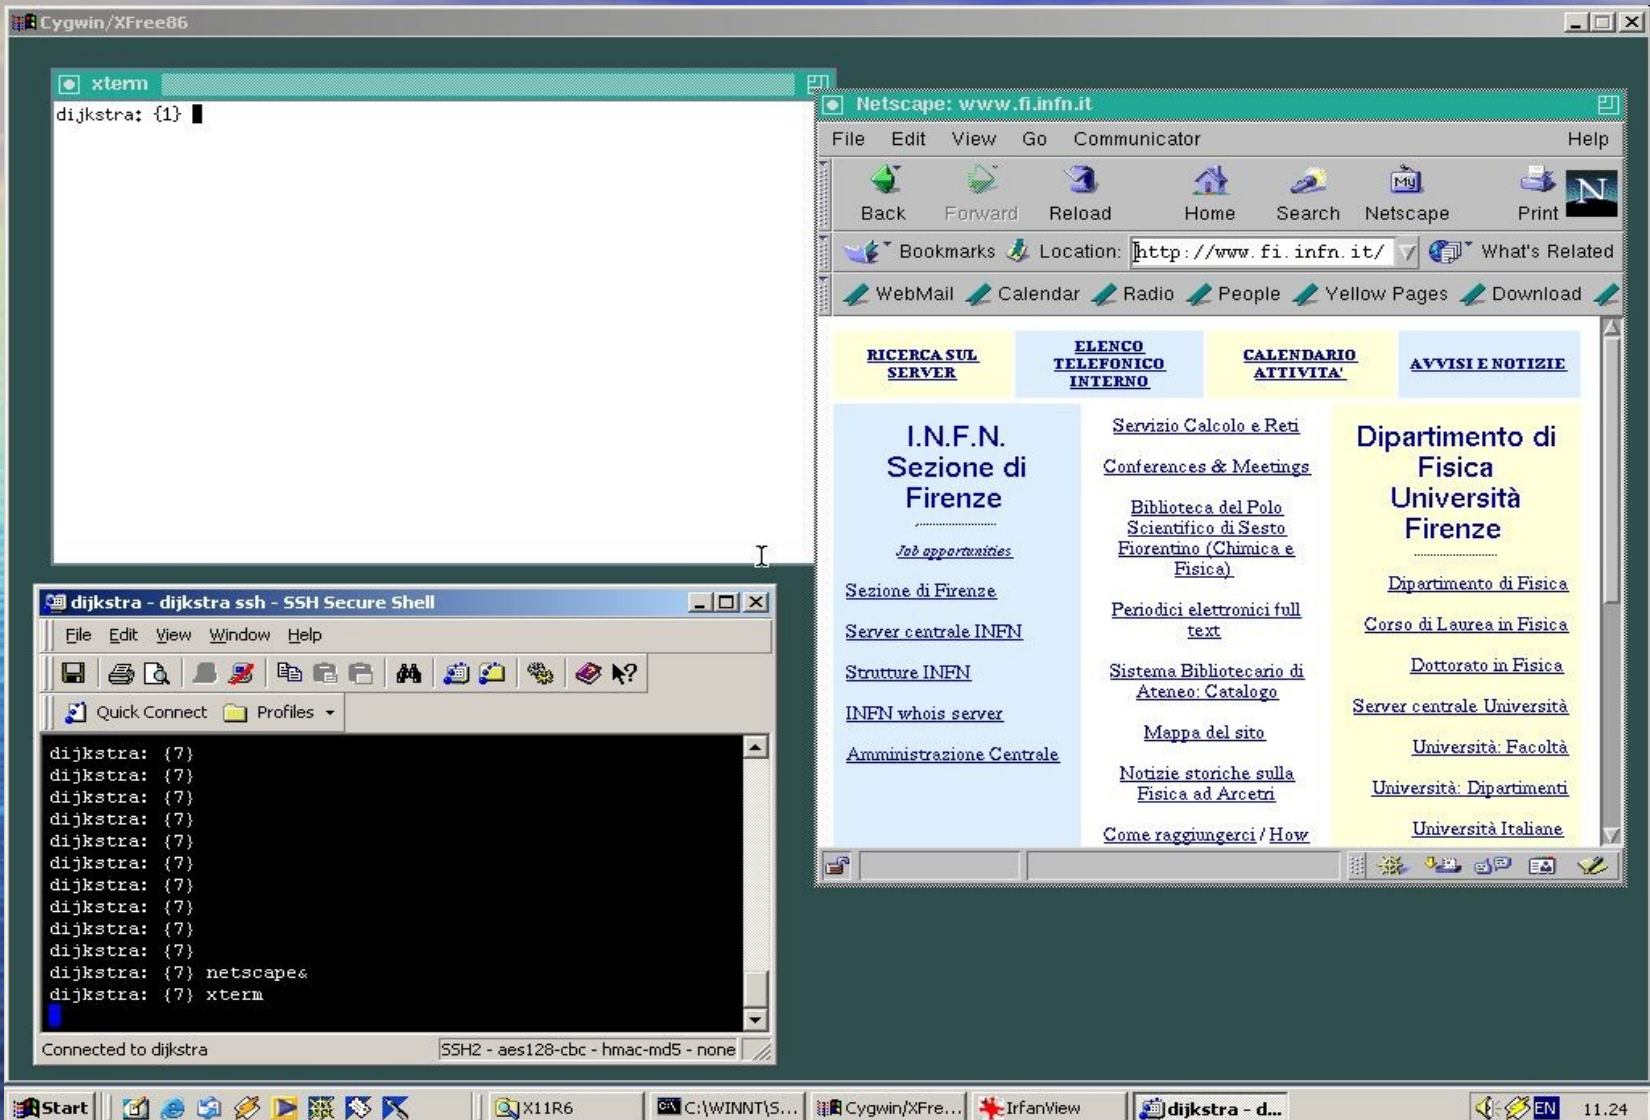 Cygwin/XFree86
xterm
dijkstra: {1}
Netscape: www.fi.infn.it
File Edit View Go Communicator Help
Back Forward Reload Home Search Netscape Print
My
N
Bookmarks Location: http://www.fi.infn.it/ What's Related
WebMail Calendar Radio People Yellow Pages Download
RICERCA SUL
SERVER
ELENCO
TELEFONICO
INTERNO
CALENDARIO
ATTIVITA'
AVVISI E NOTIZIE
I.N.F.N.
Sezione di
Firenze
Job opportunities
Sezione di Firenze
Server centrale INFN
Strutture INFN
INFN whois server
Amministrazione Centrale
Servizio Calcolo e Reti
Conferences & Meetings
Biblioteca del Polo
Scientifico di Sesto
Fiorentino (Chimica e
Fisica)
Periodici elettronici full
text
Sistema Bibliotecario di
Ateneo: Catalogo
Mappa del sito
Notizie storiche sulla
Fisica ad Arcetri
Come raggiungerci / How
Dipartimento di
Fisica
Università
Firenze
Dipartimento di Fisica
Corso di Laurea in Fisica
Dottorato in Fisica
Server centrale Università
Università: Facoltà
Università: Dipartimenti
Università Italiane
dijkstra - dijkstra ssh - SSH Secure Shell
File Edit View Window Help
Quick Connect Profiles
dijkstra: {7}
dijkstra: {7}
dijkstra: {7}
dijkstra: {7}
dijkstra: {7}
dijkstra: {7}
dijkstra: {7}
dijkstra: {7}
dijkstra: {7}
dijkstra: {7}
dijkstra: {7} netscape&
dijkstra: {7} xterm
Connected to dijkstra SSH2 - aes128-cbc - hmac-md5 - none
Start X11R6 C:\WINNT\S... Cygwin/XFre... IrfanView dijkstra - d... EN 11.24